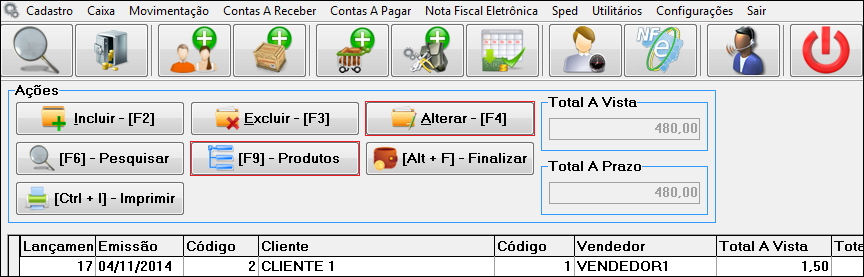 Cadastro Caixa Movimentação Contas A Receber Contas A Pagar Nota Fiscal Eletrônica Sped Utilitários Configurações Sair
NF e
Ações
Incluir - [F2] Excluir - [F3] Alterar - [F4]
[F6] - Pesquisar [F9] - Produtos [Alt + F] - Finalizar
[Ctrl + I] - Imprimir
Total A Vista
480,00
Total A Prazo
480,00
Lançamen Emissão Código Cliente Código Vendedor Total A Vista Tota
17 04/11/2014 2 CLIENTE 1 1 VENDEDOR1 1,50